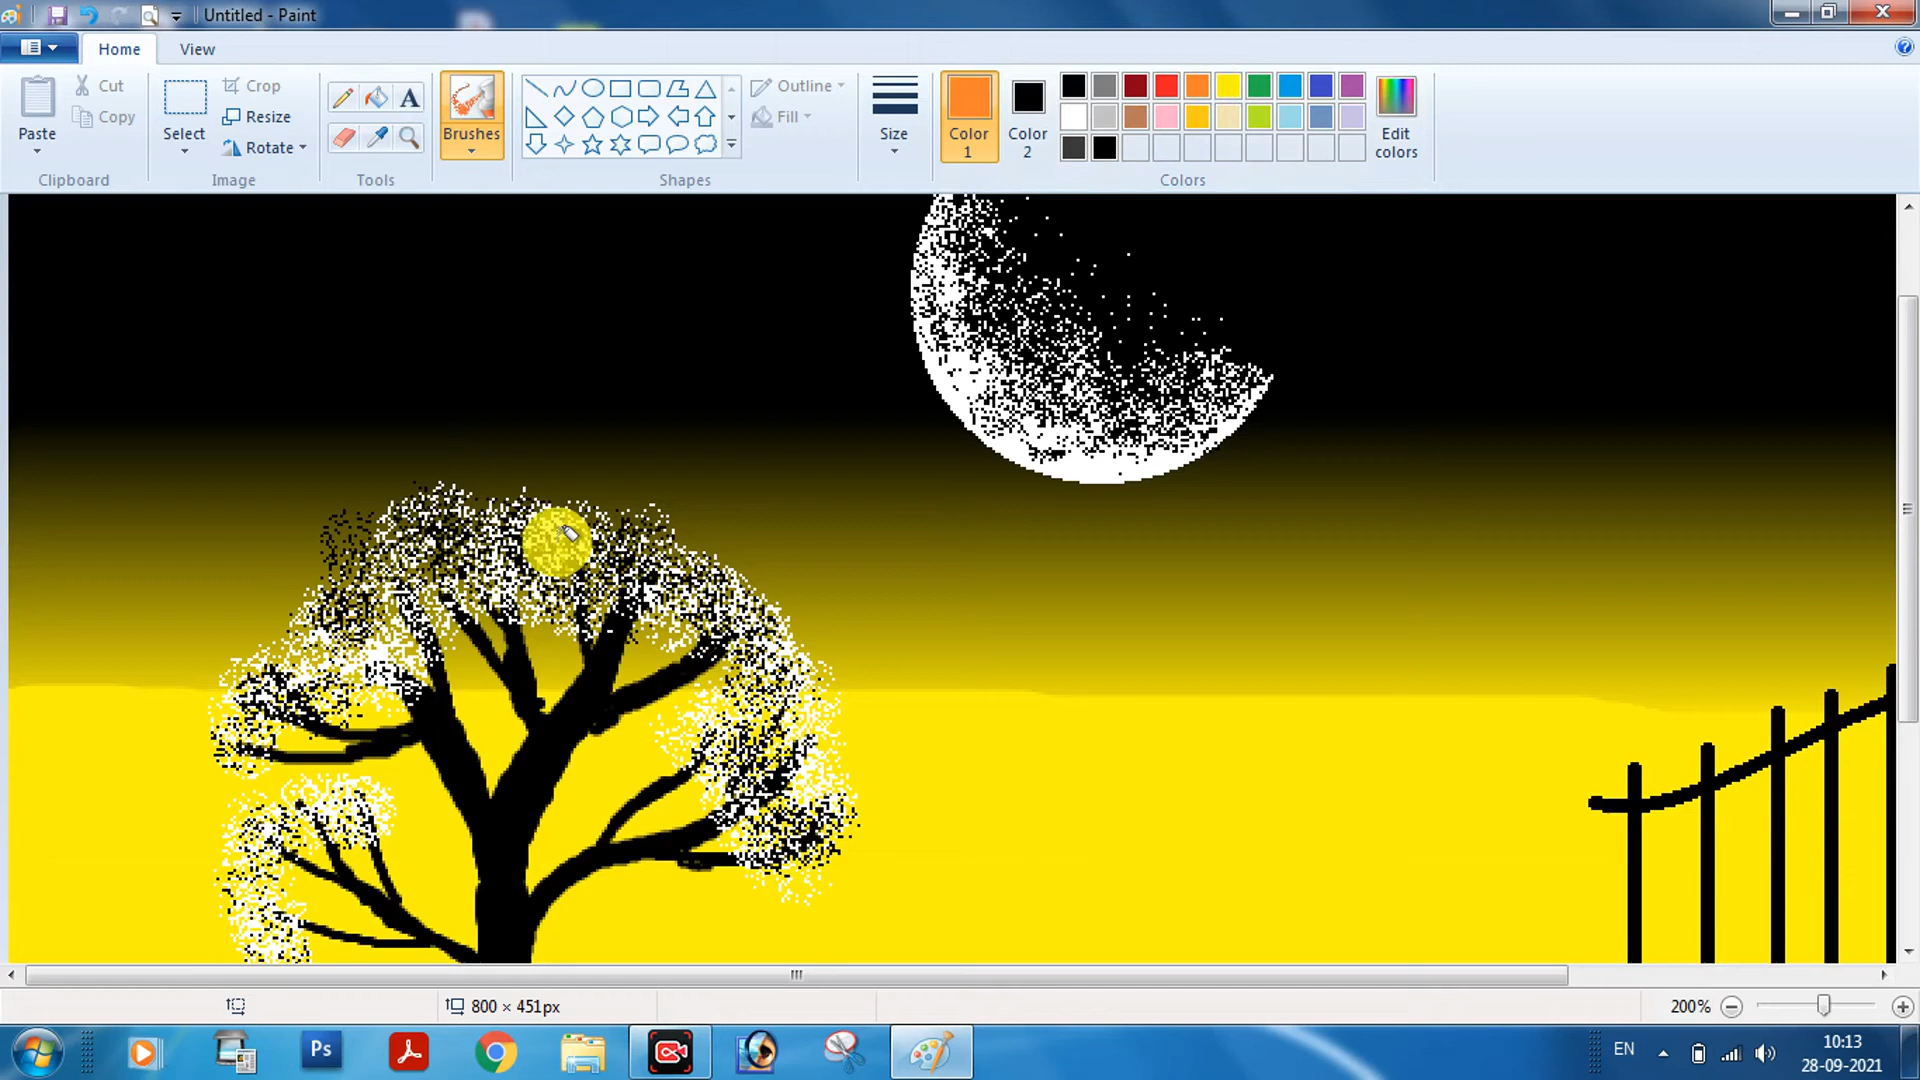 Untitled - Paint
Home View
Paste
Cut
Copy
Clipboard
Select
Crop
Resize
Rotate
Image
A
Tools
Brushes
Shapes
Outline
Fill
Size
Color 1
Color 2
Edit colors
Colors
800 × 451px
200%
Ps
EN
10:13
28-09-2021